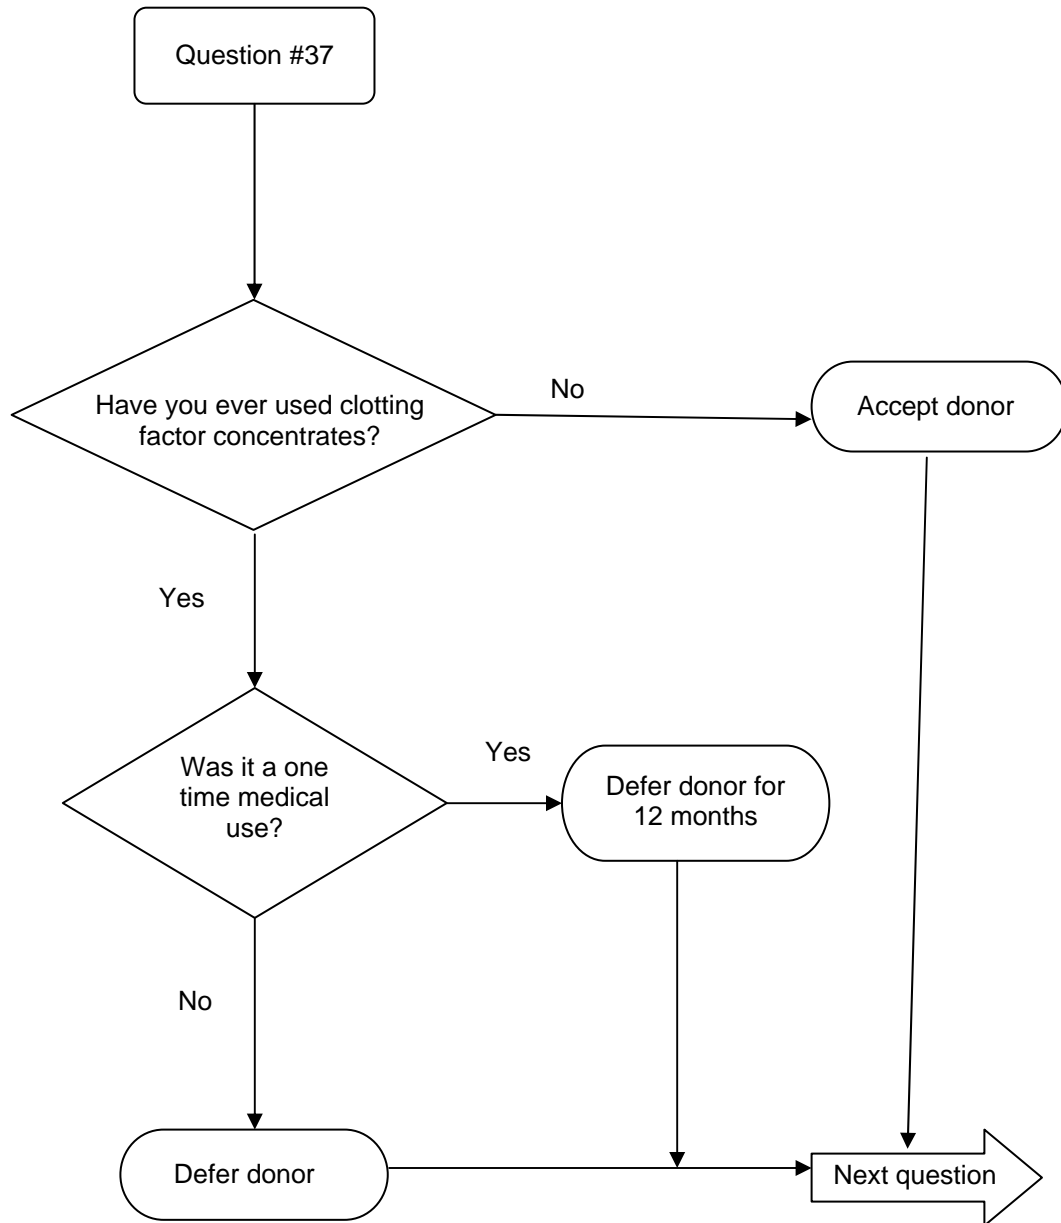 Question #37
Have you ever used clotting
factor concentrates?
No
Accept donor
Yes
Was it a one
time medical
use?
Yes
Defer donor for
12 months
No
Defer donor
Next question